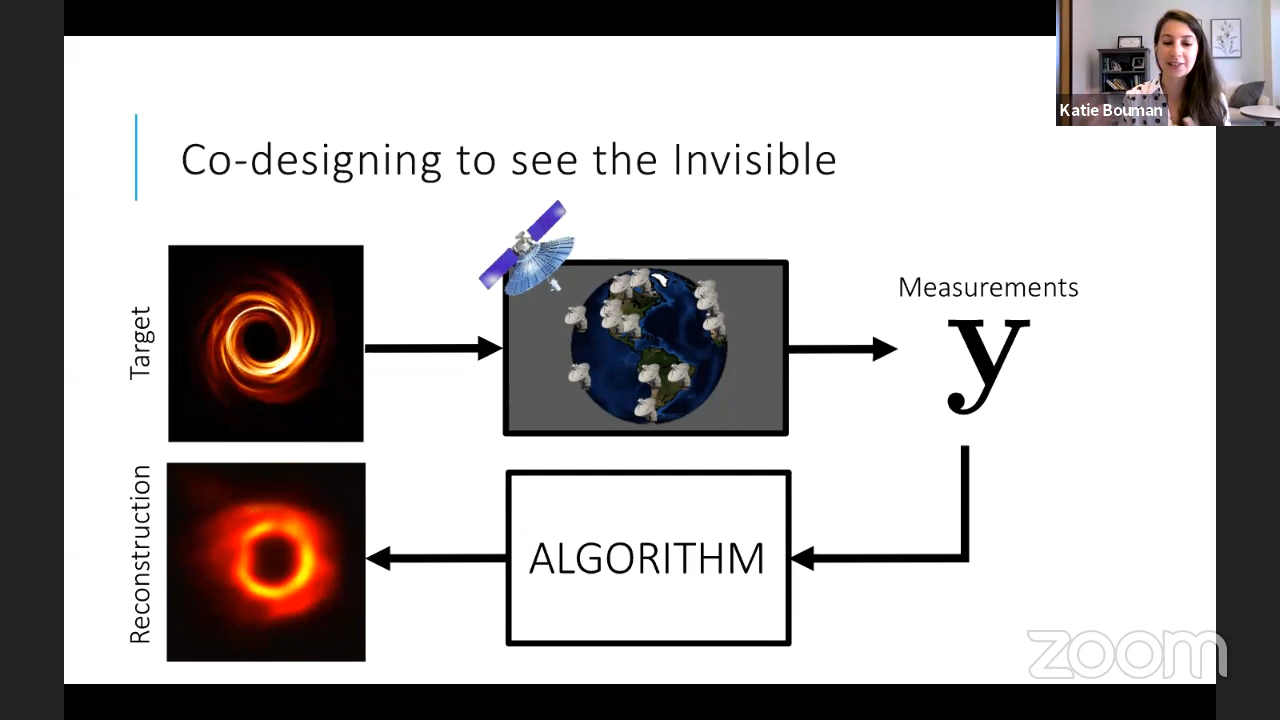 Katie Bouman
Co-designing to see the Invisible
Target
Measurements
y
Reconstruction
ALGORITHM
zoom